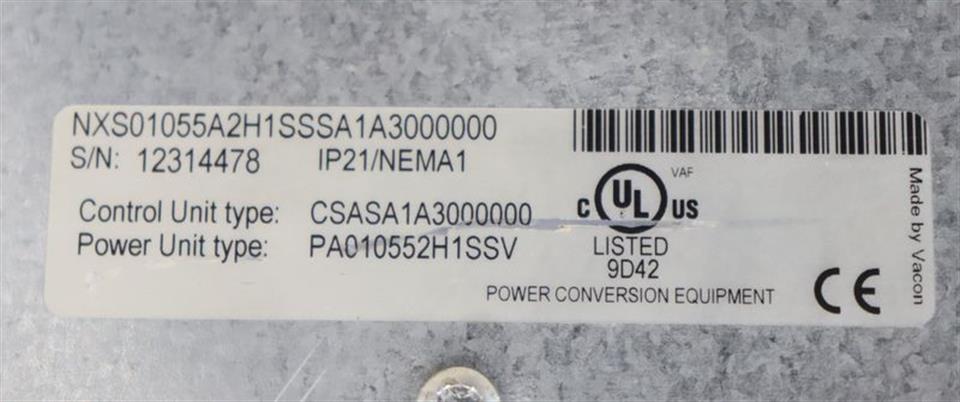 NXS01055A2H1SSSA1A3000000
S/N: 12314478 IP21/NEMA1
VAF
Control Unit type: CSASA1A3000000
Power Unit type: PA010552H1SSV
C UL US
LISTED
9D42
POWER CONVERSION EQUIPMENT
CE
Made by Vacon